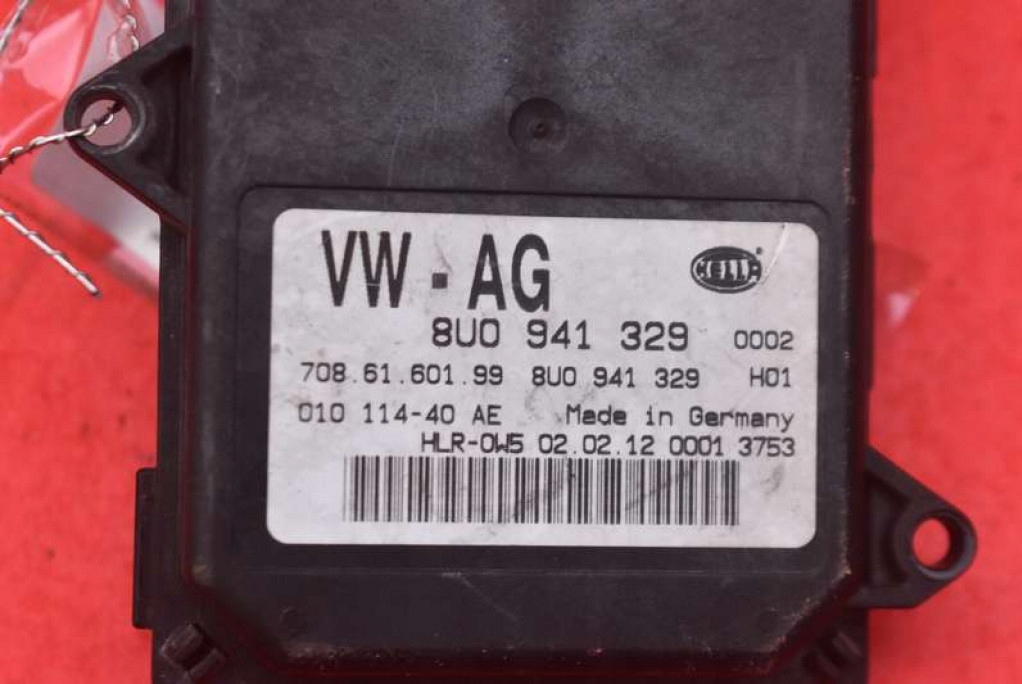 VW · AG
HELLA ®
8U0 941 329 0002
708.61.601.99 8U0 941 329 H01
010 114-40 AE Made in Germany
HLR-0W5 02.02.12 0001 3753